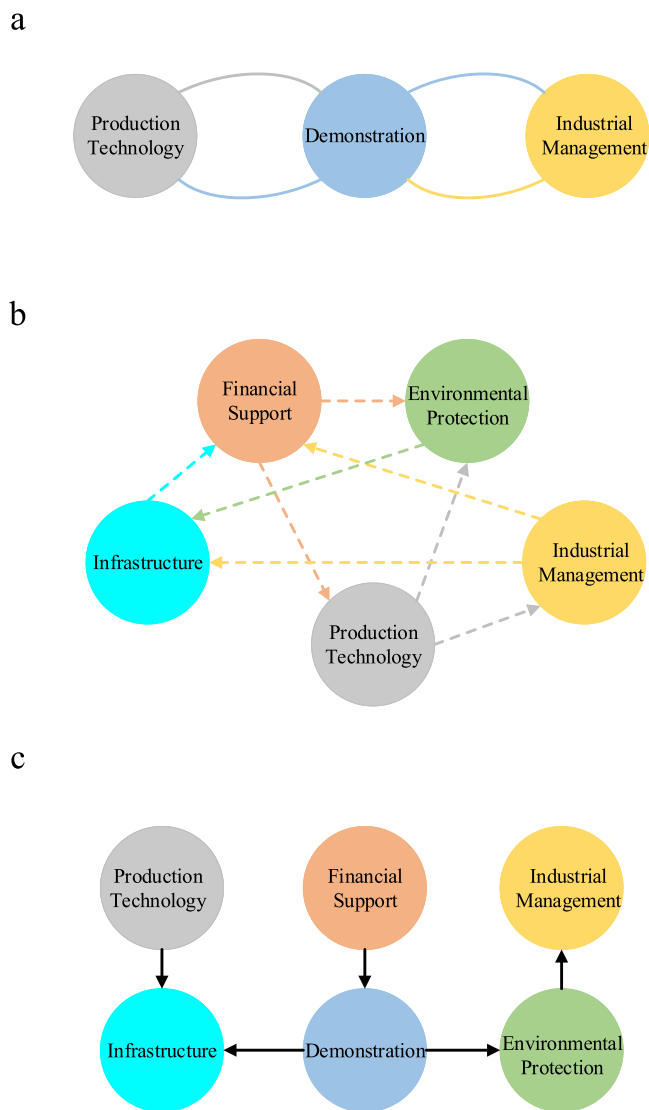 a
Production
Technology
Demonstration
Industrial
Management
b
Financial
Support
Environmental
Protection
Infrastructure
Industrial
Management
Production
Technology
c
Production
Technology
Financial
Support
Industrial
Management
Infrastructure
Demonstration
Environmental
Protection